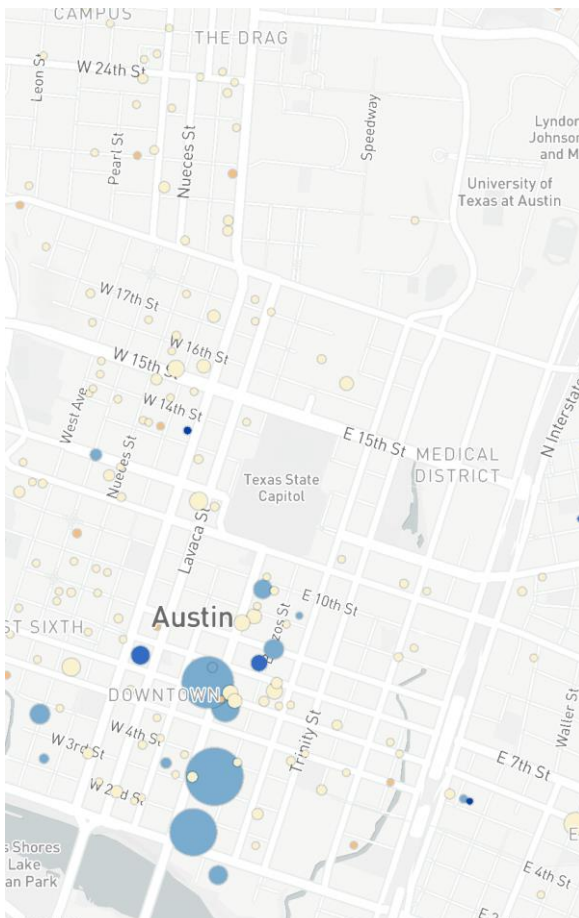 CAMPUS
THE DRAG
W 24th St
Leon St
Speedway
Lyndon
Johnson
and M
Pearl St
Nueces St
University of
Texas at Austin
W 17th St
W 16th St
W 15th St
N Interstate
W 14th St
West Ave
E 15th St
Nueces St
MEDICAL
DISTRICT
Texas State
Capitol
Lavaca St
E 10th St
Austin
ST SIXTH
DOWNTOWN
Trinity St
Waller St
W 4th St
W 3rd St
E 7th St
W 2nd St
s Shores
Lake
an Park
E 4th St